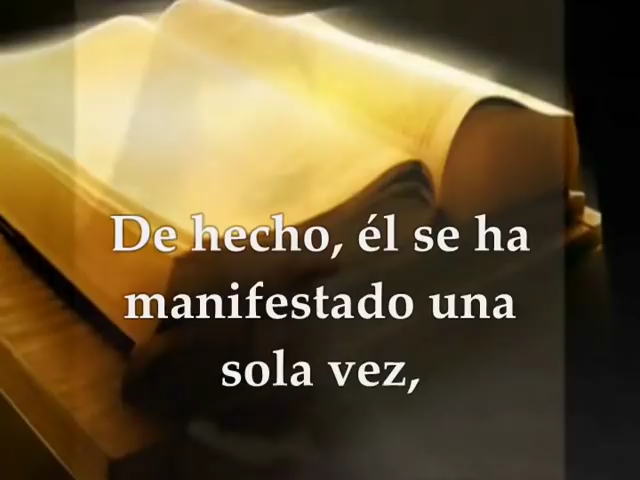 De hecho, él se ha
manifestado una
sola vez,